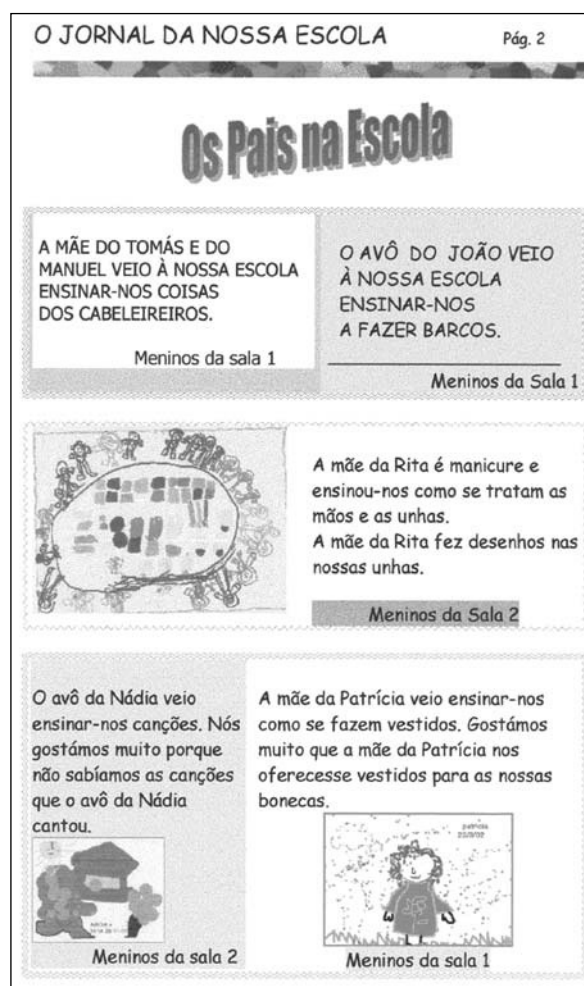 O JORNAL DA NOSSA ESCOLA Pág. 2
Os Pais na Escola
A MÃE DO TOMÁS E DO
MANUEL VEIO À NOSSA ESCOLA
ENSINAR-NOS COISAS
DOS CABELEIREIROS.
Meninos da sala 1
O AVÔ DO JOÃO VEIO
À NOSSA ESCOLA
ENSINAR-NOS
A FAZER BARCOS.
Meninos da Sala 1
A mãe da Rita é manicure e
ensinou-nos como se tratam as
mãos e as unhas.
A mãe da Rita fez desenhos nas
nossas unhas.
Meninos da Sala 2
O avô da Nádia veio
ensinar-nos canções. Nós
gostámos muito porque
não sabíamos as canções
que o avô da Nádia
cantou.
Meninos da sala 2
A mãe da Patrícia veio ensinar-nos
como se fazem vestidos. Gostámos
muito que a mãe da Patrícia nos
oferecesse vestidos para as nossas
bonecas.
patrícia
Meninos da sala 1